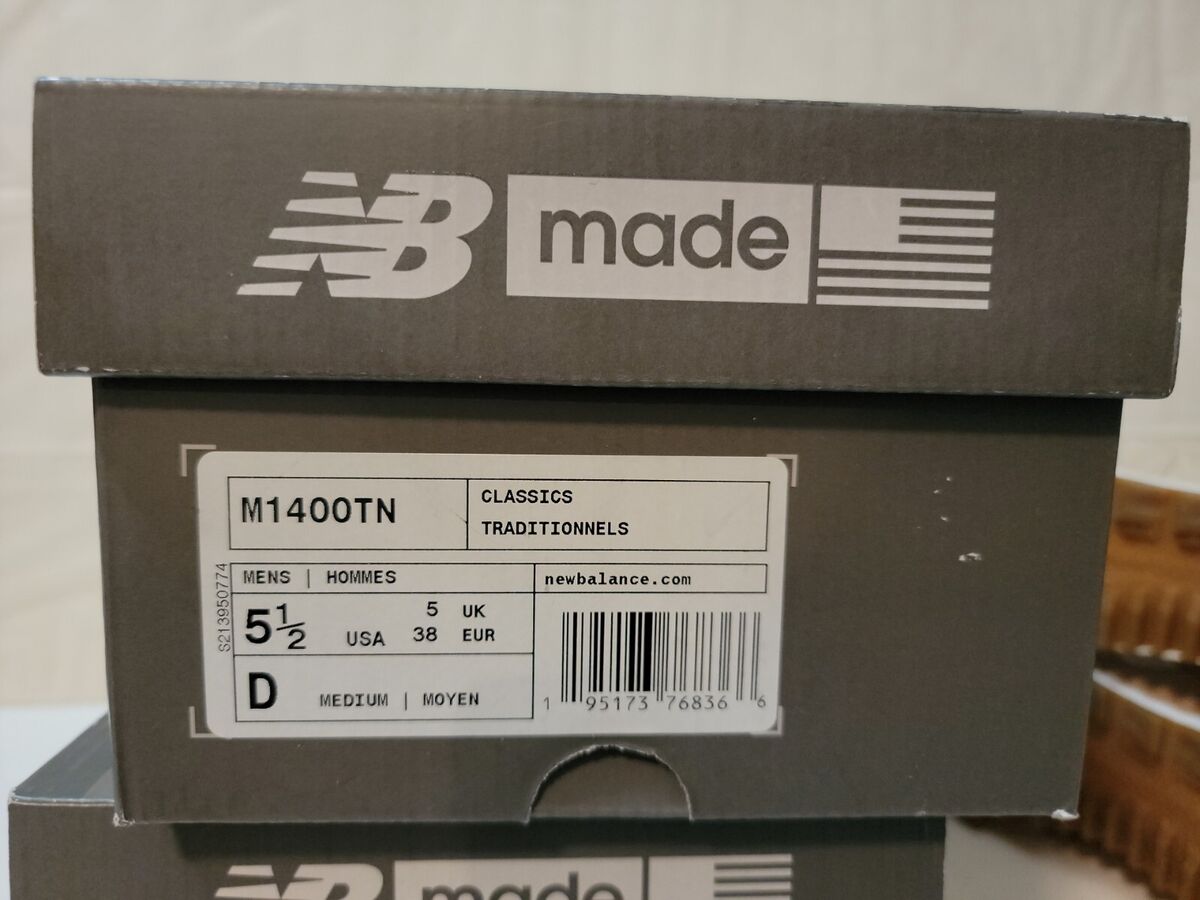 NB made
M1400TN
CLASSICS
TRADITIONNELS
MENS | HOMMES
newbalance.com
S213950774
5½ USA
5 UK
38 EUR
D MEDIUM | MOYEN
1 95173 76836 6
NB made